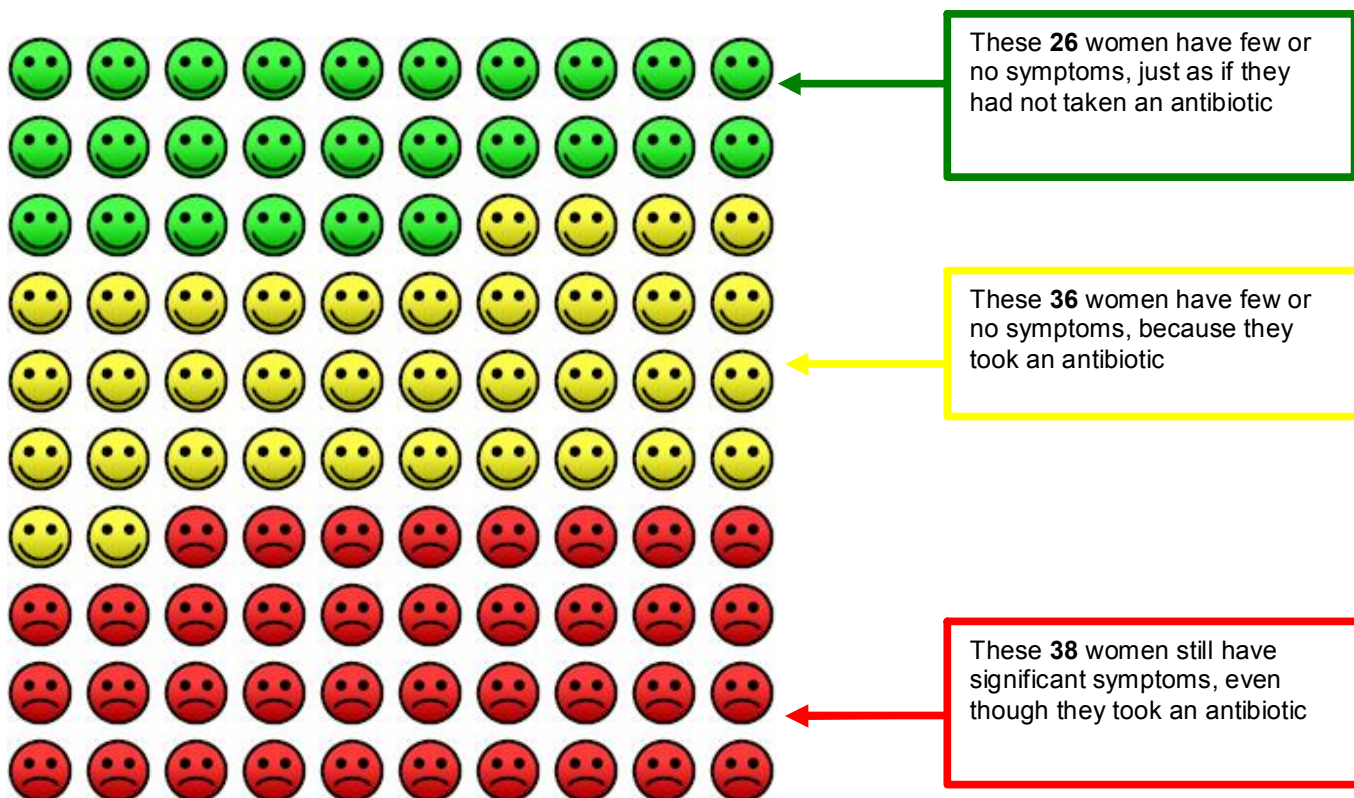 These 26 women have few or
no symptoms, just as if they
had not taken an antibiotic
These 36 women have few or
no symptoms, because they
took an antibiotic
These 38 women still have
significant symptoms, even
though they took an antibiotic